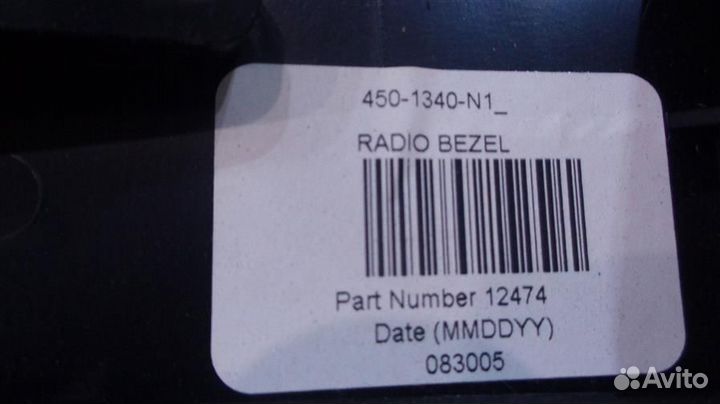 450-1340-N1_
RADIO BEZEL
Part Number 12474
Date (MMDDYY)
083005
Avito